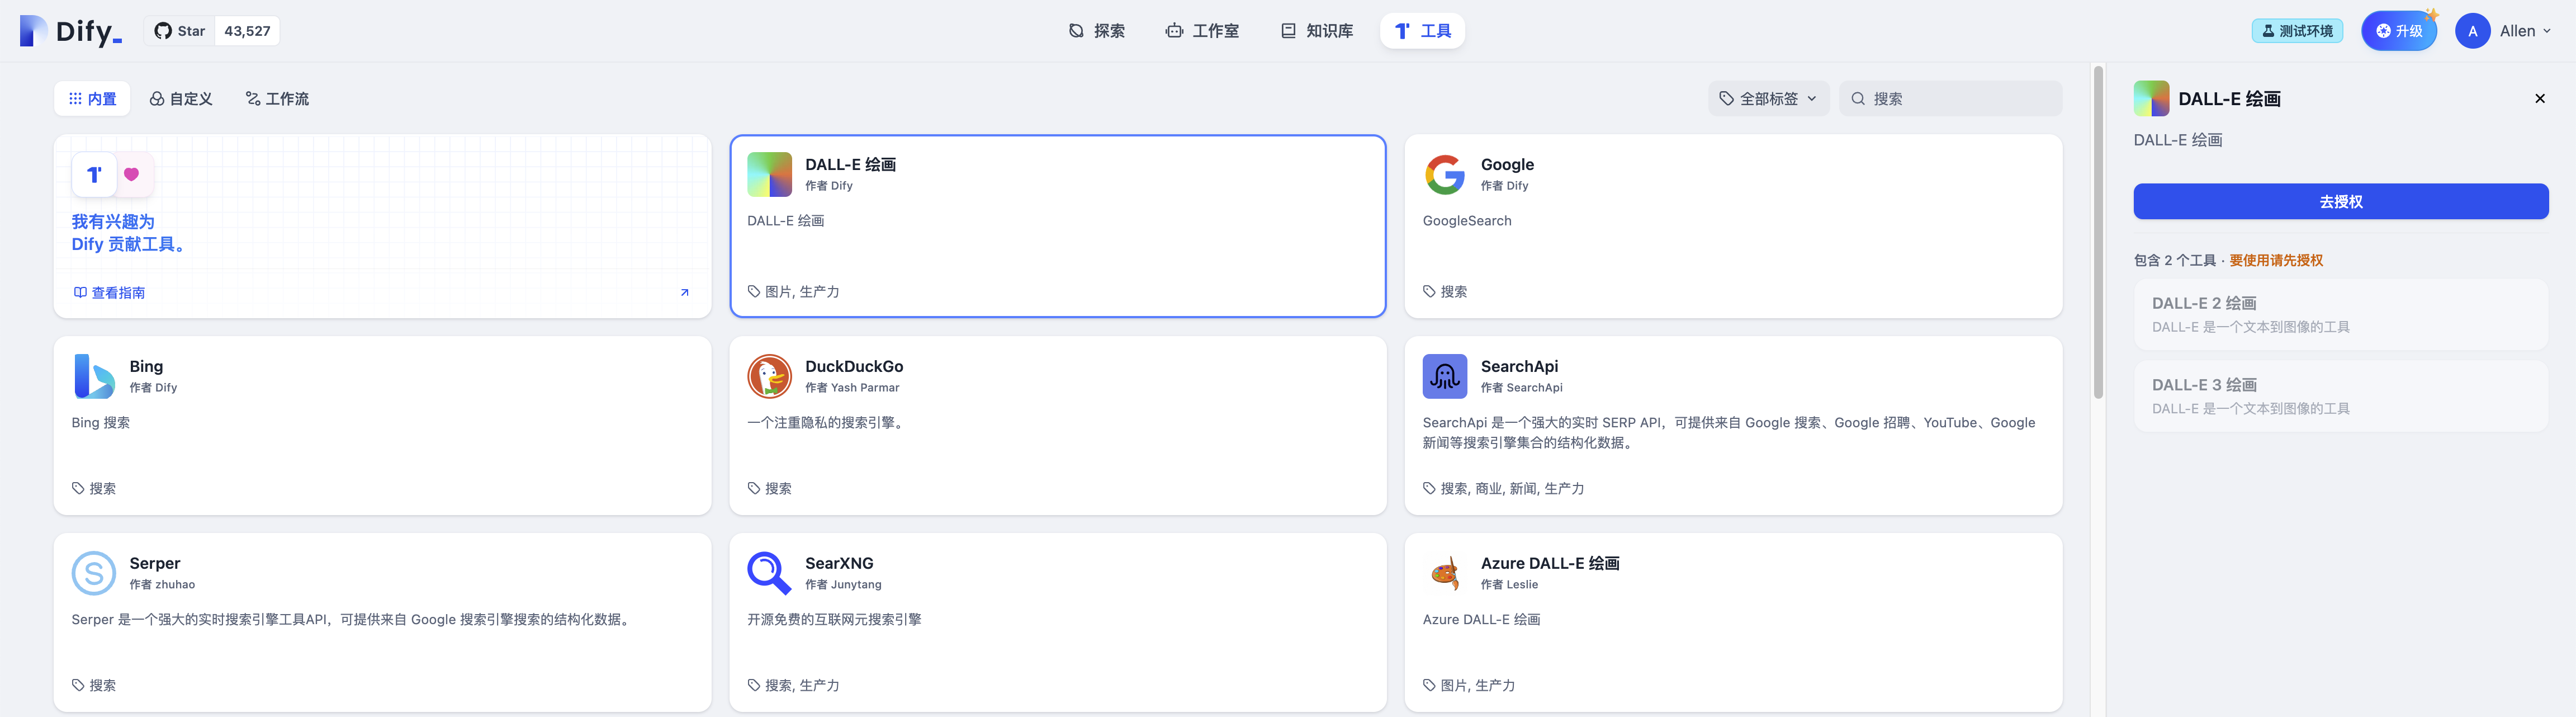 Dify_
Star 43,527
探索
工作室
知识库
工具
测试环境
升级
A
Allen
内置
自定义
工作流
全部标签
搜索
我有兴趣为
Dify 贡献工具。
查看指南
DALL-E 绘画
作者 Dify
DALL-E 绘画
图片, 生产力
Google
作者 Dify
GoogleSearch
搜索
Bing
作者 Dify
Bing 搜索
搜索
DuckDuckGo
作者 Yash Parmar
一个注重隐私的搜索引擎。
搜索
SearchApi
作者 SearchApi
SearchApi 是一个强大的实时 SERP API，可提供来自 Google 搜索、Google 招聘、YouTube、Google
新闻等搜索引擎集合的结构化数据。
搜索, 商业, 新闻, 生产力
Serper
作者 zhuhao
Serper 是一个强大的实时搜索引擎工具API，可提供来自 Google 搜索引擎搜索的结构化数据。
搜索
SearXNG
作者 Junytang
开源免费的互联网元搜索引擎
搜索, 生产力
Azure DALL-E 绘画
作者 Leslie
Azure DALL-E 绘画
图片, 生产力
DALL-E 绘画
DALL-E 绘画
去授权
包含 2 个工具 · 要使用请先授权
DALL-E 2 绘画
DALL-E 是一个文本到图像的工具
DALL-E 3 绘画
DALL-E 是一个文本到图像的工具